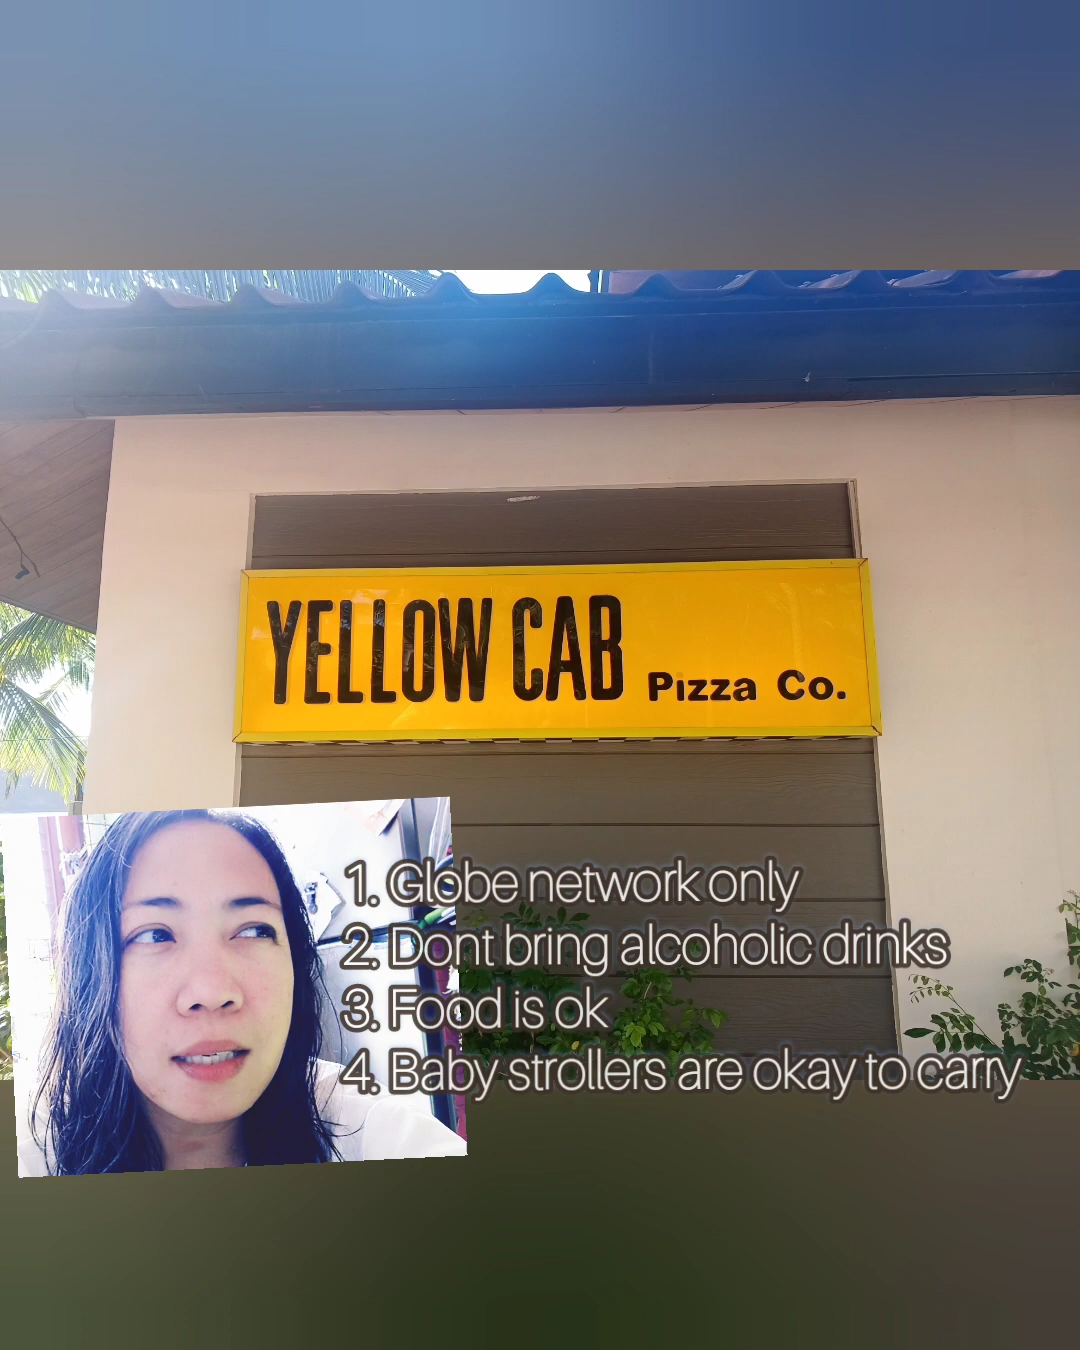 YELLOW CAB Pizza Co.
1. Globe network only
2. Dont bring alcoholic drinks
3. Food is ok
4. Baby strollers are okay to carry